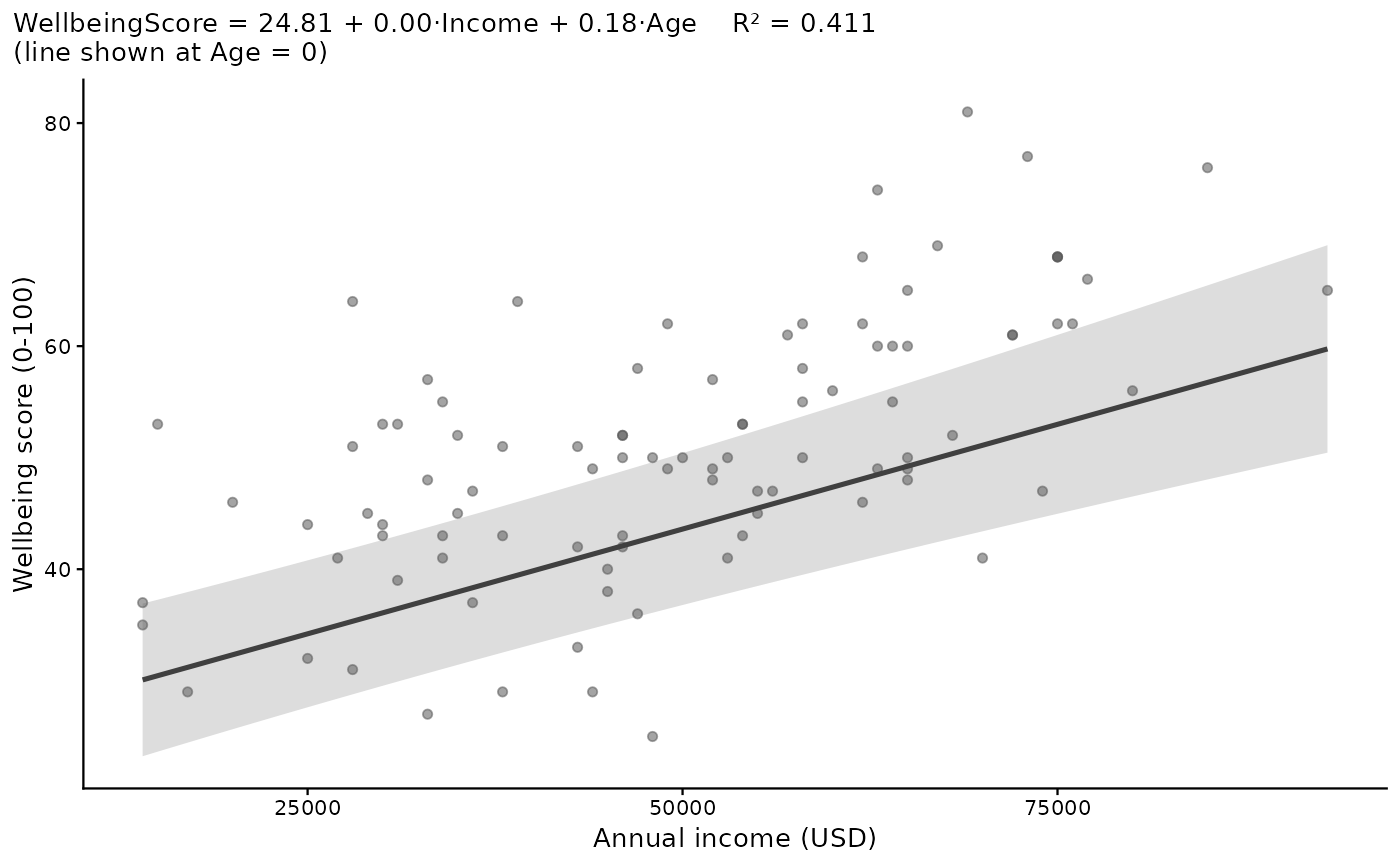 WellbeingScore = 24.81 + 0.00·Income + 0.18·Age    R² = 0.411
(line shown at Age = 0)
Wellbeing score (0-100)
80
60
40
25000
50000
75000
Annual income (USD)